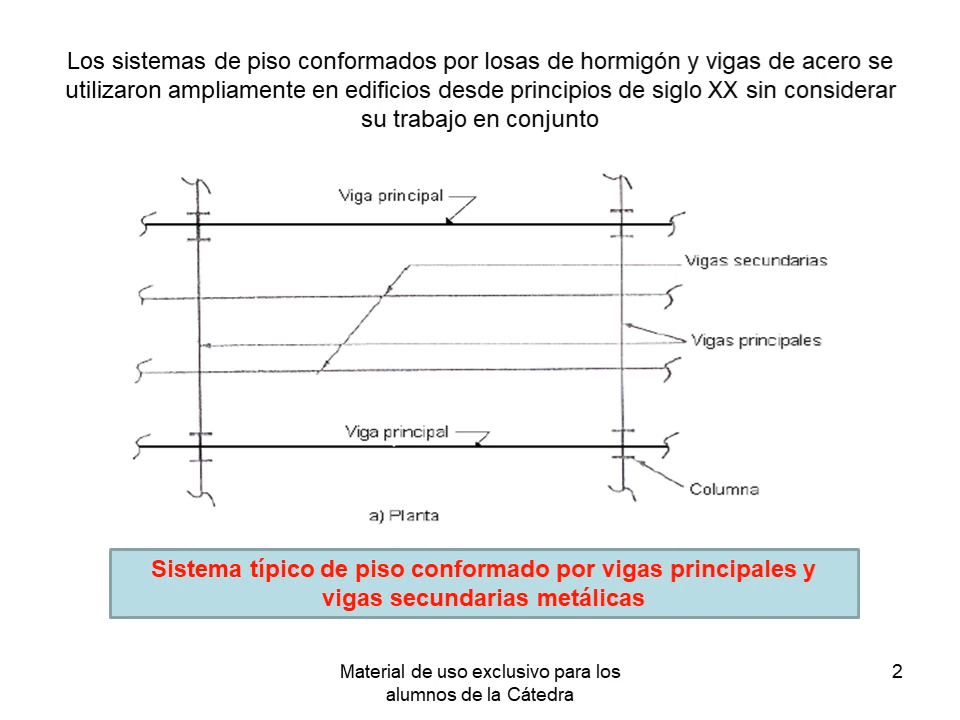 Los sistemas de piso conformados por losas de hormigón y vigas de acero se
utilizaron ampliamente en edificios desde principios de siglo XX sin considerar
su trabajo en conjunto
Viga principal
Vigas secundarias
Vigas principales
Viga principal
Columna
a) Planta
Sistema típico de piso conformado por vigas principales y
vigas secundarias metálicas
Material de uso exclusivo para los
alumnos de la Cátedra
2